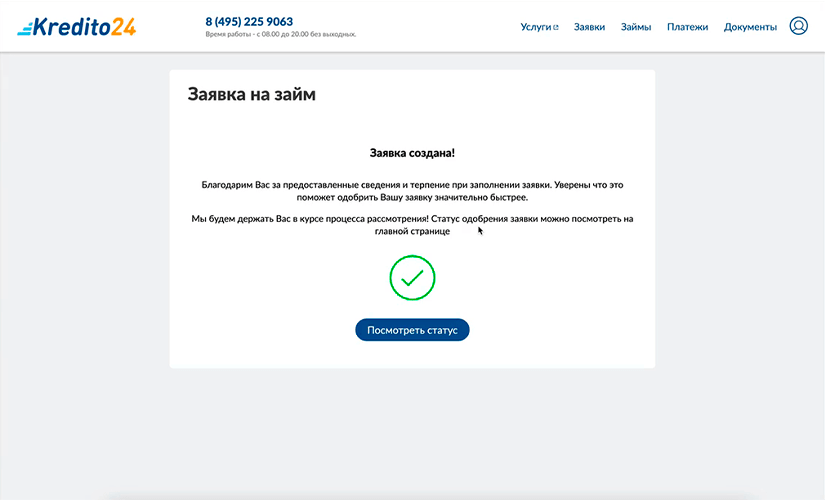 Kredito24
8 (495) 225 9063
Время работы - с 08.00 до 20.00 без выходных.
Услуги
Заявки
Займы
Платежи
Документы
Заявка на займ
Заявка создана!
Благодарим Вас за предоставленные сведения и терпение при заполнении заявки. Уверены что это
поможет одобрить Вашу заявку значительно быстрее.
Мы будем держать Вас в курсе процесса рассмотрения! Статус одобрения заявки можно посмотреть на
главной странице
Посмотреть статус